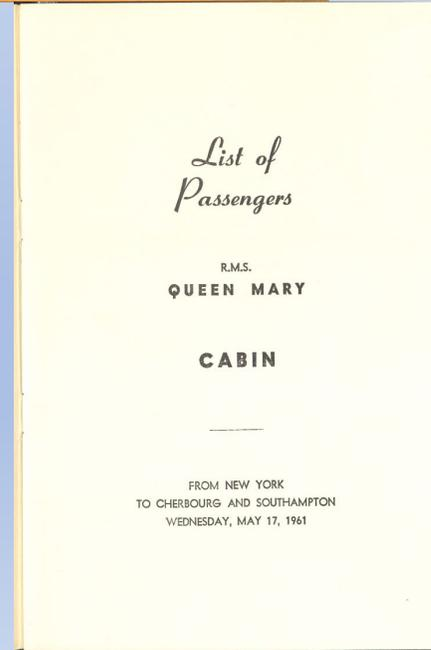 List of
Passengers
R.M.S.
QUEEN MARY
CABIN
FROM NEW YORK
TO CHERBOURG AND SOUTHAMPTON
WEDNESDAY, MAY 17, 1961